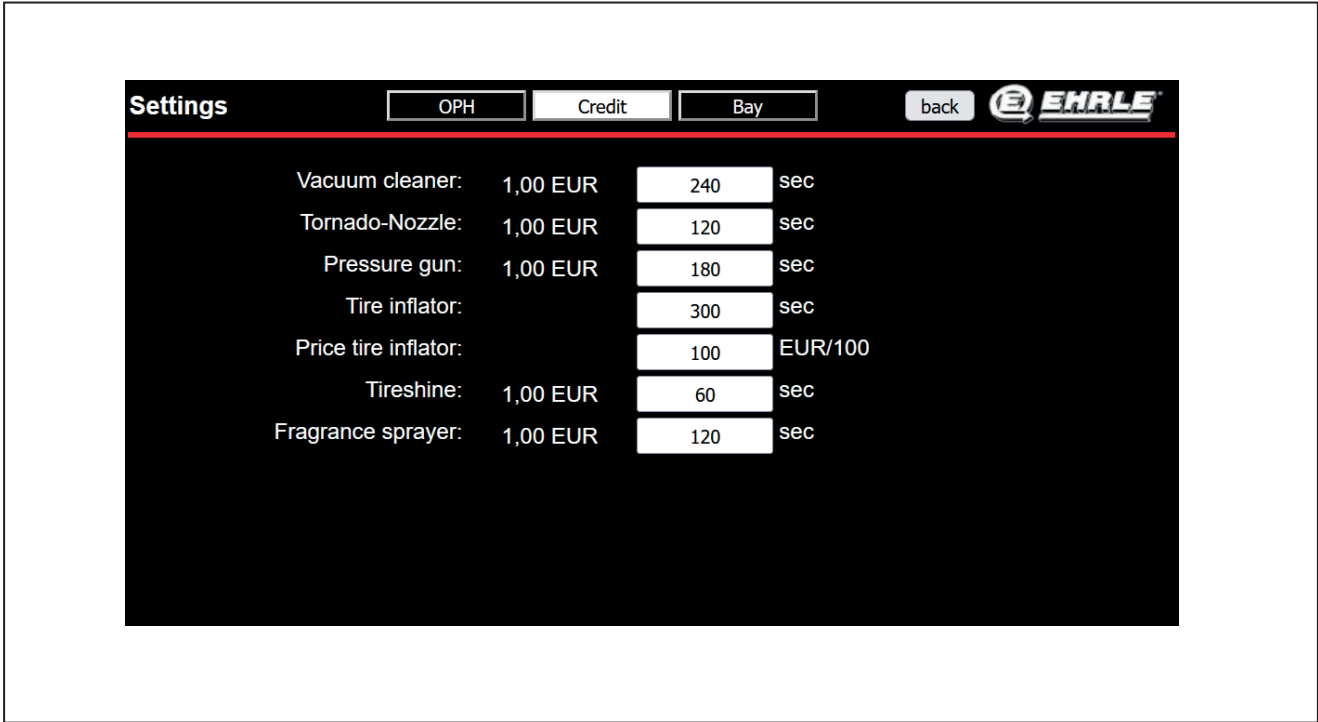 Settings OPH Credit Bay back EHRLE
Vacuum cleaner: 1,00 EUR 240 sec
Tornado-Nozzle: 1,00 EUR 120 sec
Pressure gun: 1,00 EUR 180 sec
Tire inflator: 300 sec
Price tire inflator: 100 EUR/100
Tireshine: 1,00 EUR 60 sec
Fragrance sprayer: 1,00 EUR 120 sec